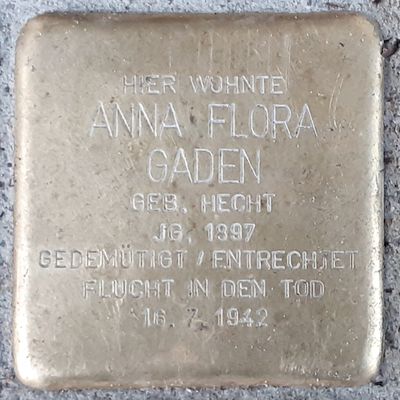 HIER WOHNTE
ANNA FLORA
GADEN
GEB. HECHT
JG. 1897
GEDEMÜTIGT / ENTRECHTET
FLUCHT IN DEN TOD
16. 7. 1942